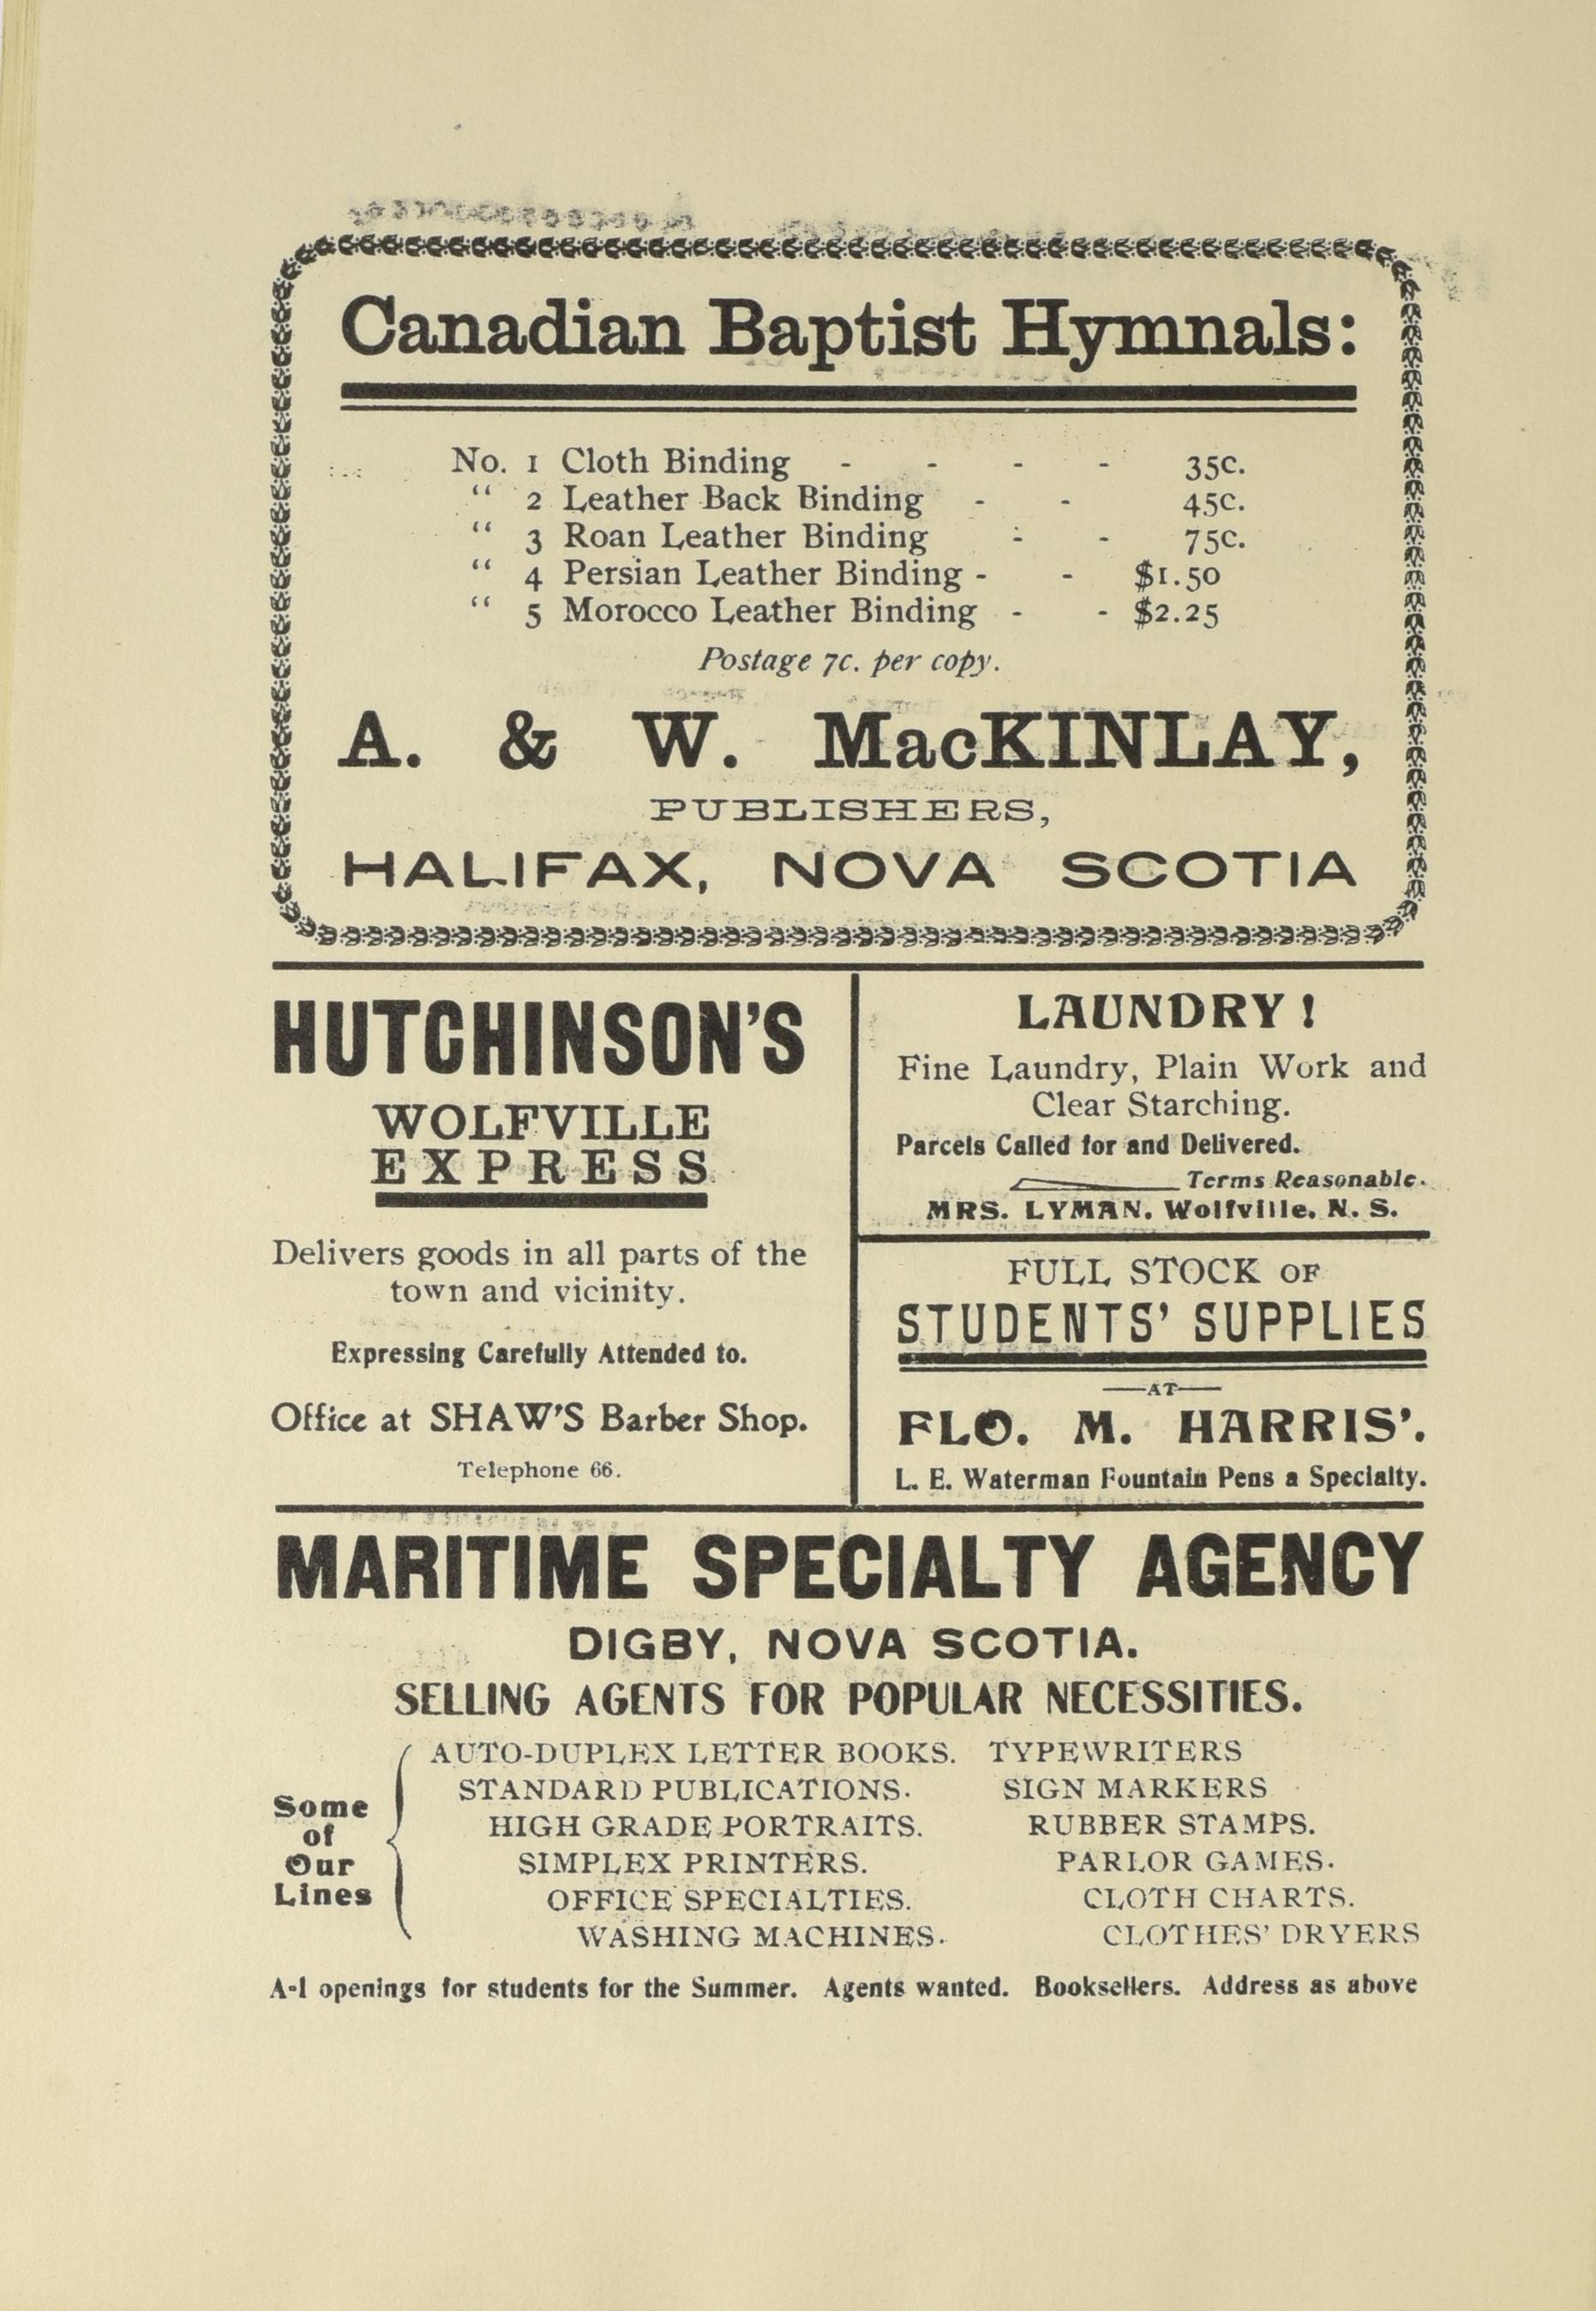 Canadian Baptist Hymnals:
No. 1 Cloth Binding - - - - 35c.
“ 2 Leather Back Binding - - 45c.
“ 3 Roan Leather Binding - - 75c.
“ 4 Persian Leather Binding - - $1.50
“ 5 Morocco Leather Binding - - $2.25
Postage 7c. per copy.
A. & W. MacKINLAY,
PUBLISHERS,
HALIFAX, NOVA SCOTIA
HUTCHINSON'S
WOLFVILLE
EXPRESS
Delivers goods in all parts of the
town and vicinity.
Expressing Carefully Attended to.
Office at SHAW'S Barber Shop.
Telephone 66.
LAUNDRY!
Fine Laundry, Plain Work and
Clear Starching.
Parcels Called for and Delivered.
Terms Reasonable.
MRS. LYMAN. Wolfville. N. S.
FULL STOCK OF
STUDENTS' SUPPLIES
AT
FLO. M. HARRIS'.
L. E. Waterman Fountain Pens a Specialty.
MARITIME SPECIALTY AGENCY
DIGBY, NOVA SCOTIA.
SELLING AGENTS FOR POPULAR NECESSITIES.
Some
of
Our
Lines
AUTO-DUPLEX LETTER BOOKS. TYPEWRITERS
STANDARD PUBLICATIONS. SIGN MARKERS
HIGH GRADE PORTRAITS. RUBBER STAMPS.
SIMPLEX PRINTERS. PARLOR GAMES.
OFFICE SPECIALTIES. CLOTH CHARTS.
WASHING MACHINES. CLOTHES' DRYERS
A-1 openings for students for the Summer. Agents wanted. Booksellers. Address as above